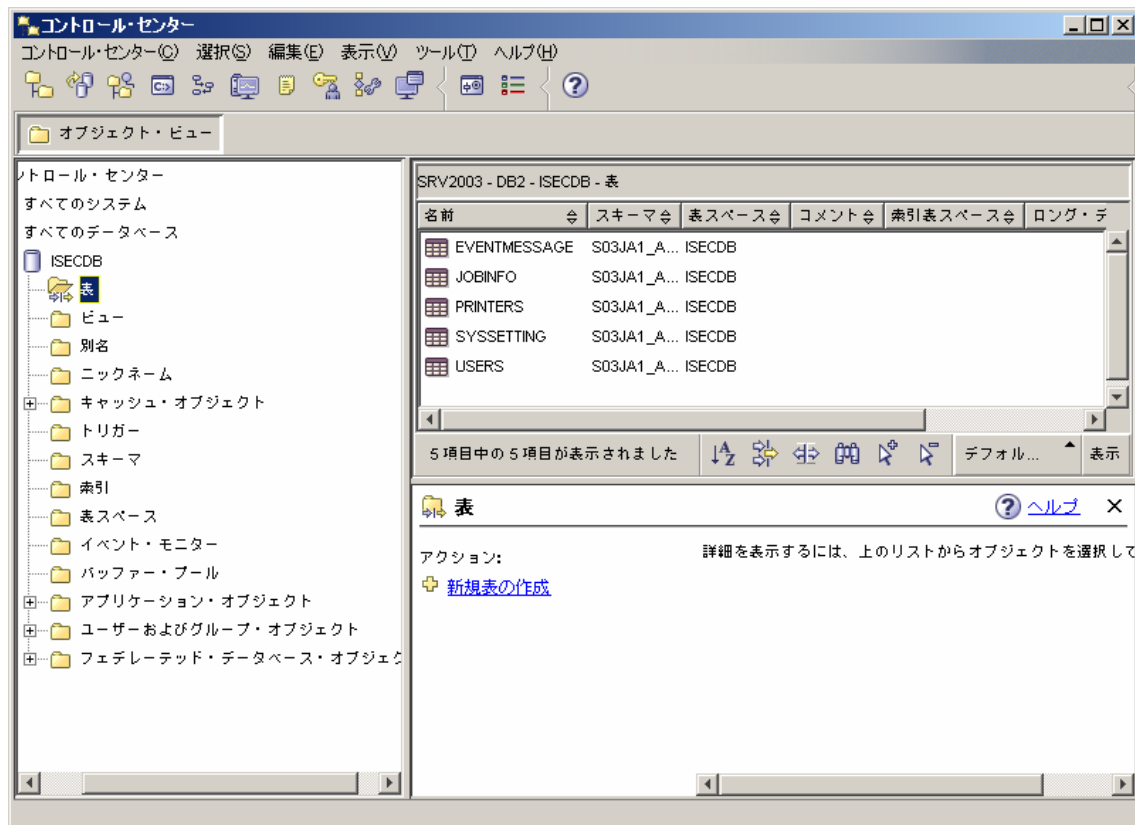 コントロール・センター
コントロール・センター(C) 選択(S) 編集(E) 表示(V) ツール(T) ヘルプ(H)
オブジェクト・ビュー
ントロール・センター
すべてのシステム
すべてのデータベース
ISECDB
表
ビュー
別名
ニックネーム
キャッシュ・オブジェクト
トリガー
スキーマ
索引
表スペース
イベント・モニター
バッファー・プール
アプリケーション・オブジェクト
ユーザーおよびグループ・オブジェクト
フェデレーテッド・データベース・オブジェク
SRV2003 - DB2 - ISECDB - 表
名前 スキーマ 表スペース コメント 索引表スペース ロング・デ
EVENTMESSAGE S03JA1_A... ISECDB
JOBINFO S03JA1_A... ISECDB
PRINTERS S03JA1_A... ISECDB
SYSSETTING S03JA1_A... ISECDB
USERS S03JA1_A... ISECDB
5項目中の5項目が表示されました デフォル... 表示
表 ヘルプ
アクション: 詳細を表示するには、上のリストからオブジェクトを選択して
新規表の作成